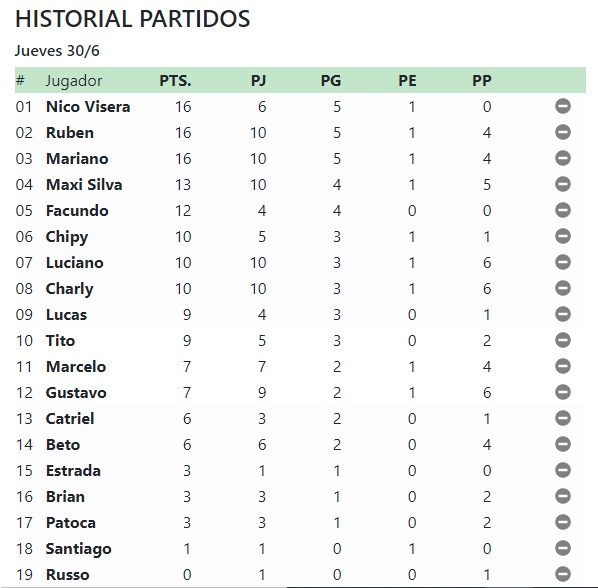 HISTORIAL PARTIDOS
Jueves 30/6
# Jugador PTS. PJ PG PE PP
01 Nico Visera 16 6 5 1 0
02 Ruben 16 10 5 1 4
03 Mariano 16 10 5 1 4
04 Maxi Silva 13 10 4 1 5
05 Facundo 12 4 4 0 0
06 Chipy 10 5 3 1 1
07 Luciano 10 10 3 1 6
08 Charly 10 10 3 1 6
09 Lucas 9 4 3 0 1
10 Tito 9 5 3 0 2
11 Marcelo 7 7 2 1 4
12 Gustavo 7 9 2 1 6
13 Catriel 6 3 2 0 1
14 Beto 6 6 2 0 4
15 Estrada 3 1 1 0 0
16 Brian 3 3 1 0 2
17 Patoca 3 3 1 0 2
18 Santiago 1 1 0 1 0
19 Russo 0 1 0 0 1